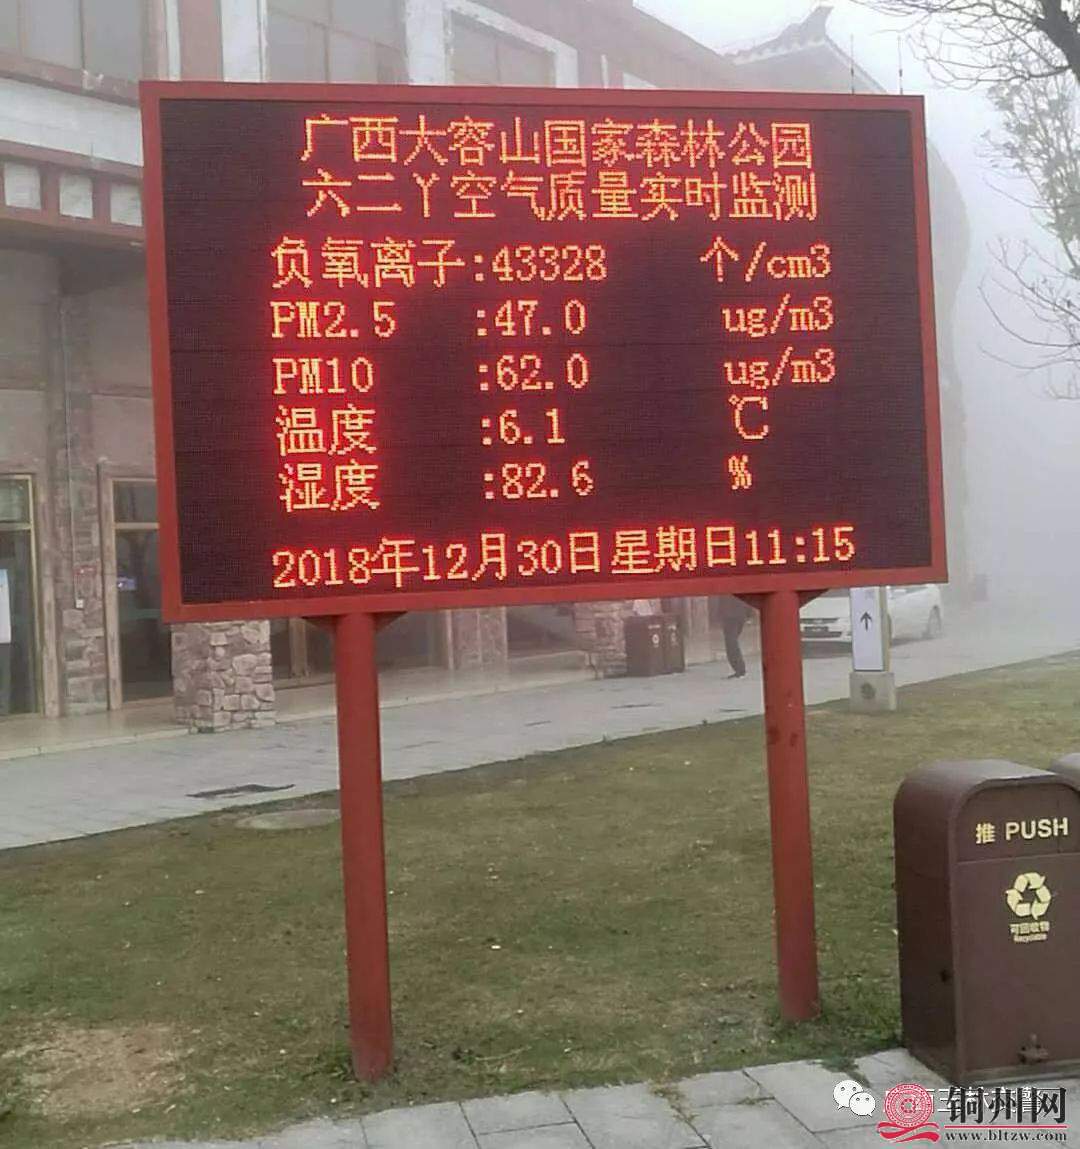 广西大容山国家森林公园
六二丫空气质量实时监测
负氧离子:43328 个/cm3
PM2.5 :47.0 ug/m3
PM10 :62.0 ug/m3
温度 :6.1 ℃
湿度 :82.6 %
2018年12月30日星期日11:15
推 PUSH
可回收物
Recyclable
铜州网
www.bltzw.com